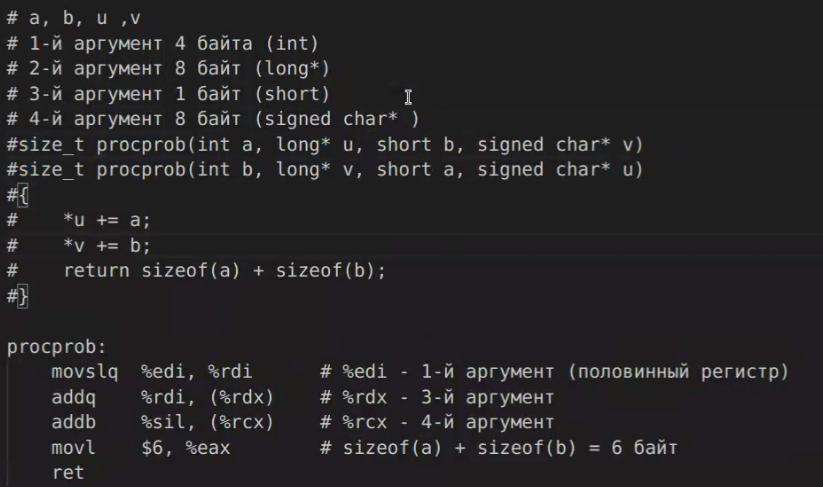 # a, b, u ,v
# 1-й аргумент 4 байта (int)
# 2-й аргумент 8 байт (long*)
# 3-й аргумент 1 байт (short)
# 4-й аргумент 8 байт (signed char* )
#size_t procprob(int a, long* u, short b, signed char* v)
#size_t procprob(int b, long* v, short a, signed char* u)
#{
#    *u += a;
#    *v += b;
#    return sizeof(a) + sizeof(b);
#}
procprob:
    movslq  %edi, %rdi      # %edi - 1-й аргумент (половинный регистр)
    addq    %rdi, (%rdx)    # %rdx - 3-й аргумент
    addb    %sil, (%rcx)    # %rcx - 4-й аргумент
    movl    $6, %eax        # sizeof(a) + sizeof(b) = 6 байт
    ret